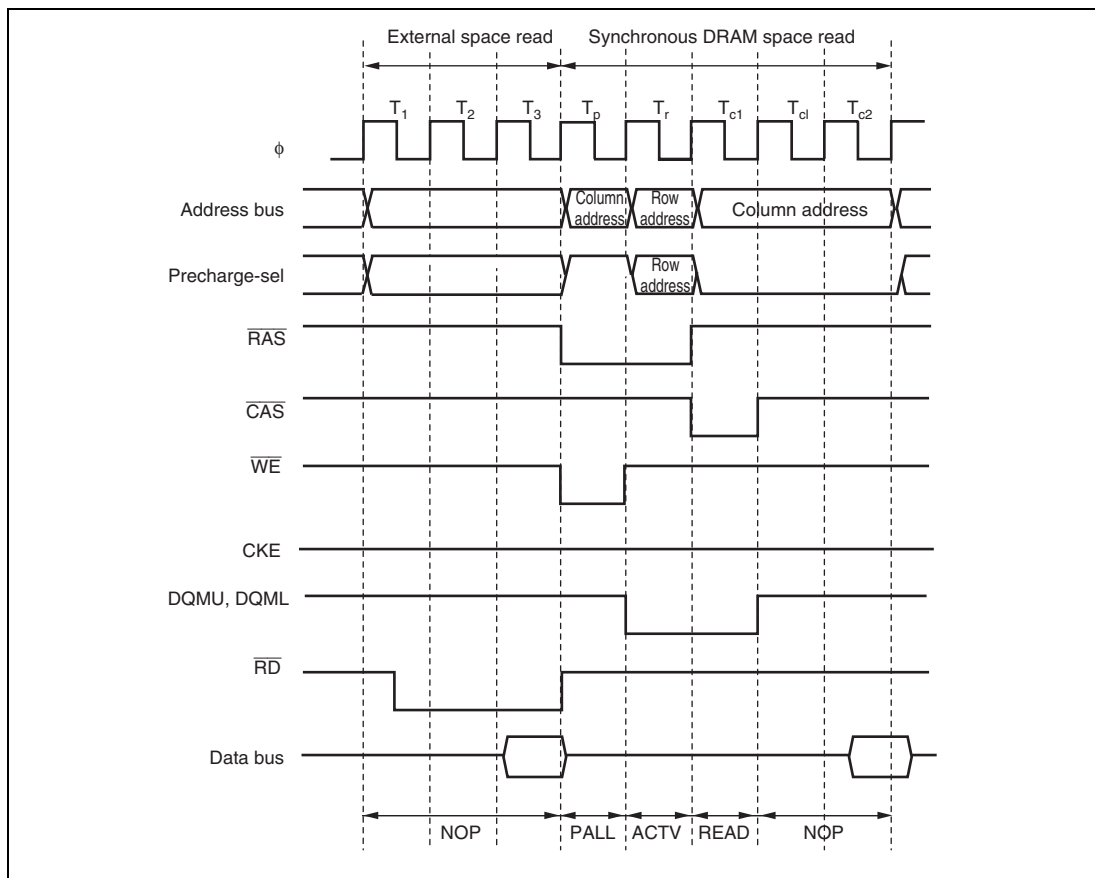 External space read Synchronous DRAM space read
T1 T2 T3 Tp Tr Tc1 Tcl Tc2
ϕ
Address bus
Column address
Row address
Column address
Precharge-sel
Row address
RAS
CAS
WE
CKE
DQMU, DQML
RD
Data bus
NOP PALL ACTV READ NOP